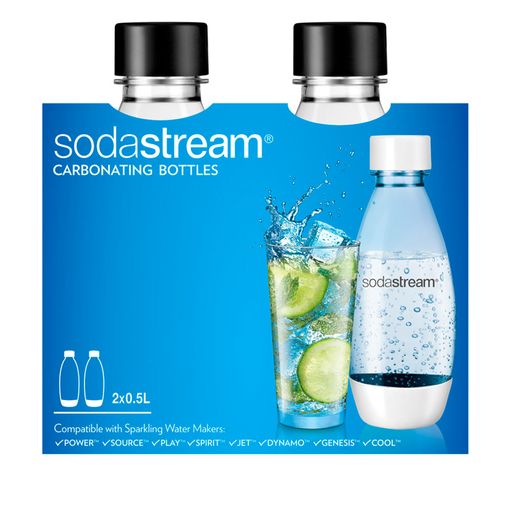 sodastream®
CARBONATING BOTTLES
sodastream®
2x0.5L
Compatible with Sparkling Water Makers:
✓POWER™ ✓SOURCE™ ✓PLAY™ ✓SPIRIT™ ✓JET™ ✓DYNAMO™ ✓GENESIS™ ✓COOL™